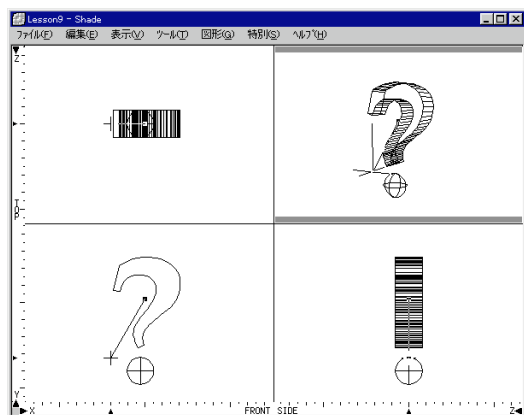 Lesson9 - Shade
ファイル(F) 編集(E) 表示(V) ツール(T) 図形(G) 特別(S) ヘルプ(H)
Z
TOP
Y
X FRONT SIDE Z